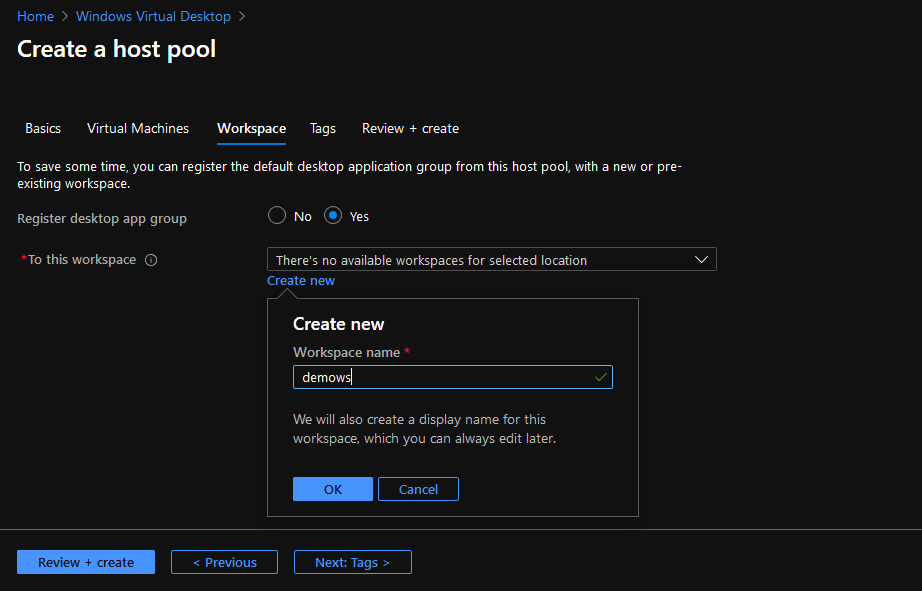 Home > Windows Virtual Desktop >
Create a host pool
Basics Virtual Machines Workspace Tags Review + create
To save some time, you can register the default desktop application group from this host pool, with a new or pre-
existing workspace.
Register desktop app group No Yes
*To this workspace There's no available workspaces for selected location
Create new
Create new
Workspace name *
demows
We will also create a display name for this
workspace, which you can always edit later.
OK Cancel
Review + create < Previous Next: Tags >